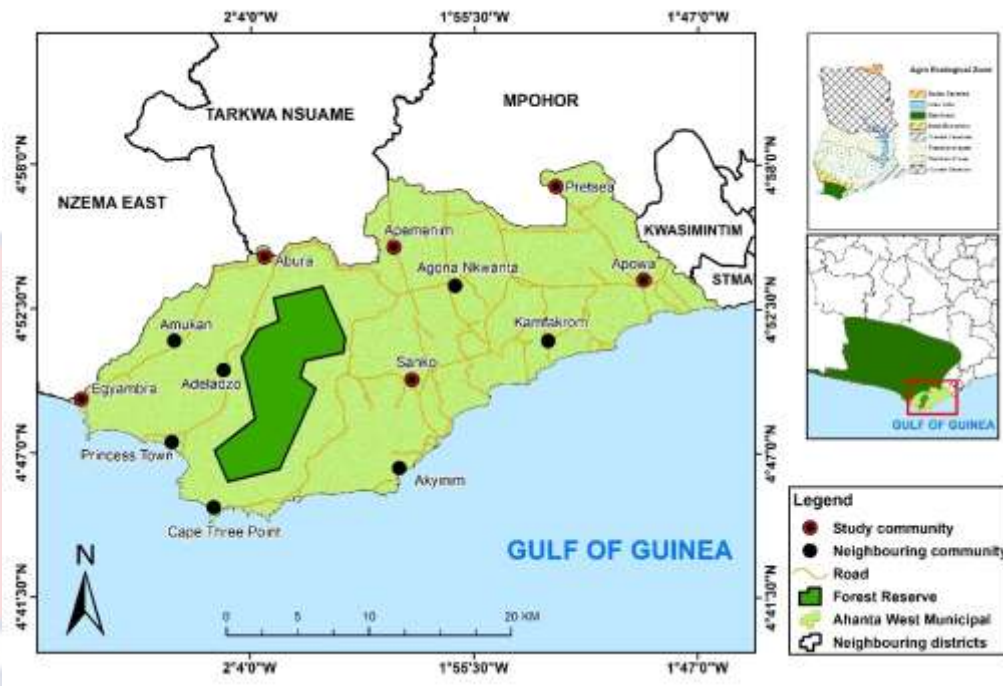 2°4'0"W
1°55'30"W
1°47'0"W
TARKWA NSUAME
MPOHOR
NZEMA EAST
KWASIMINTIM
STMA
4°58'0"N
4°52'30"N
4°47'0"N
4°41'30"N
4°58'0"N
4°52'30"N
4°47'0"N
4°41'30"N
Pretsea
Apemanim
Abura
Agona Nkwanta
Apowa
Amukan
Kamfakrom
Adeladzo
Sanko
Egyambra
Princess Town
Akyinim
Cape Three Point
GULF OF GUINEA
N
0 5 10 20 KM
2°4'0"W
1°55'30"W
1°47'0"W
Agro Ecological Zone
GULF OF GUINEA
Legend
Study community
Neighbouring community
Road
Forest Reserve
Ahanta West Municipal
Neighbouring districts